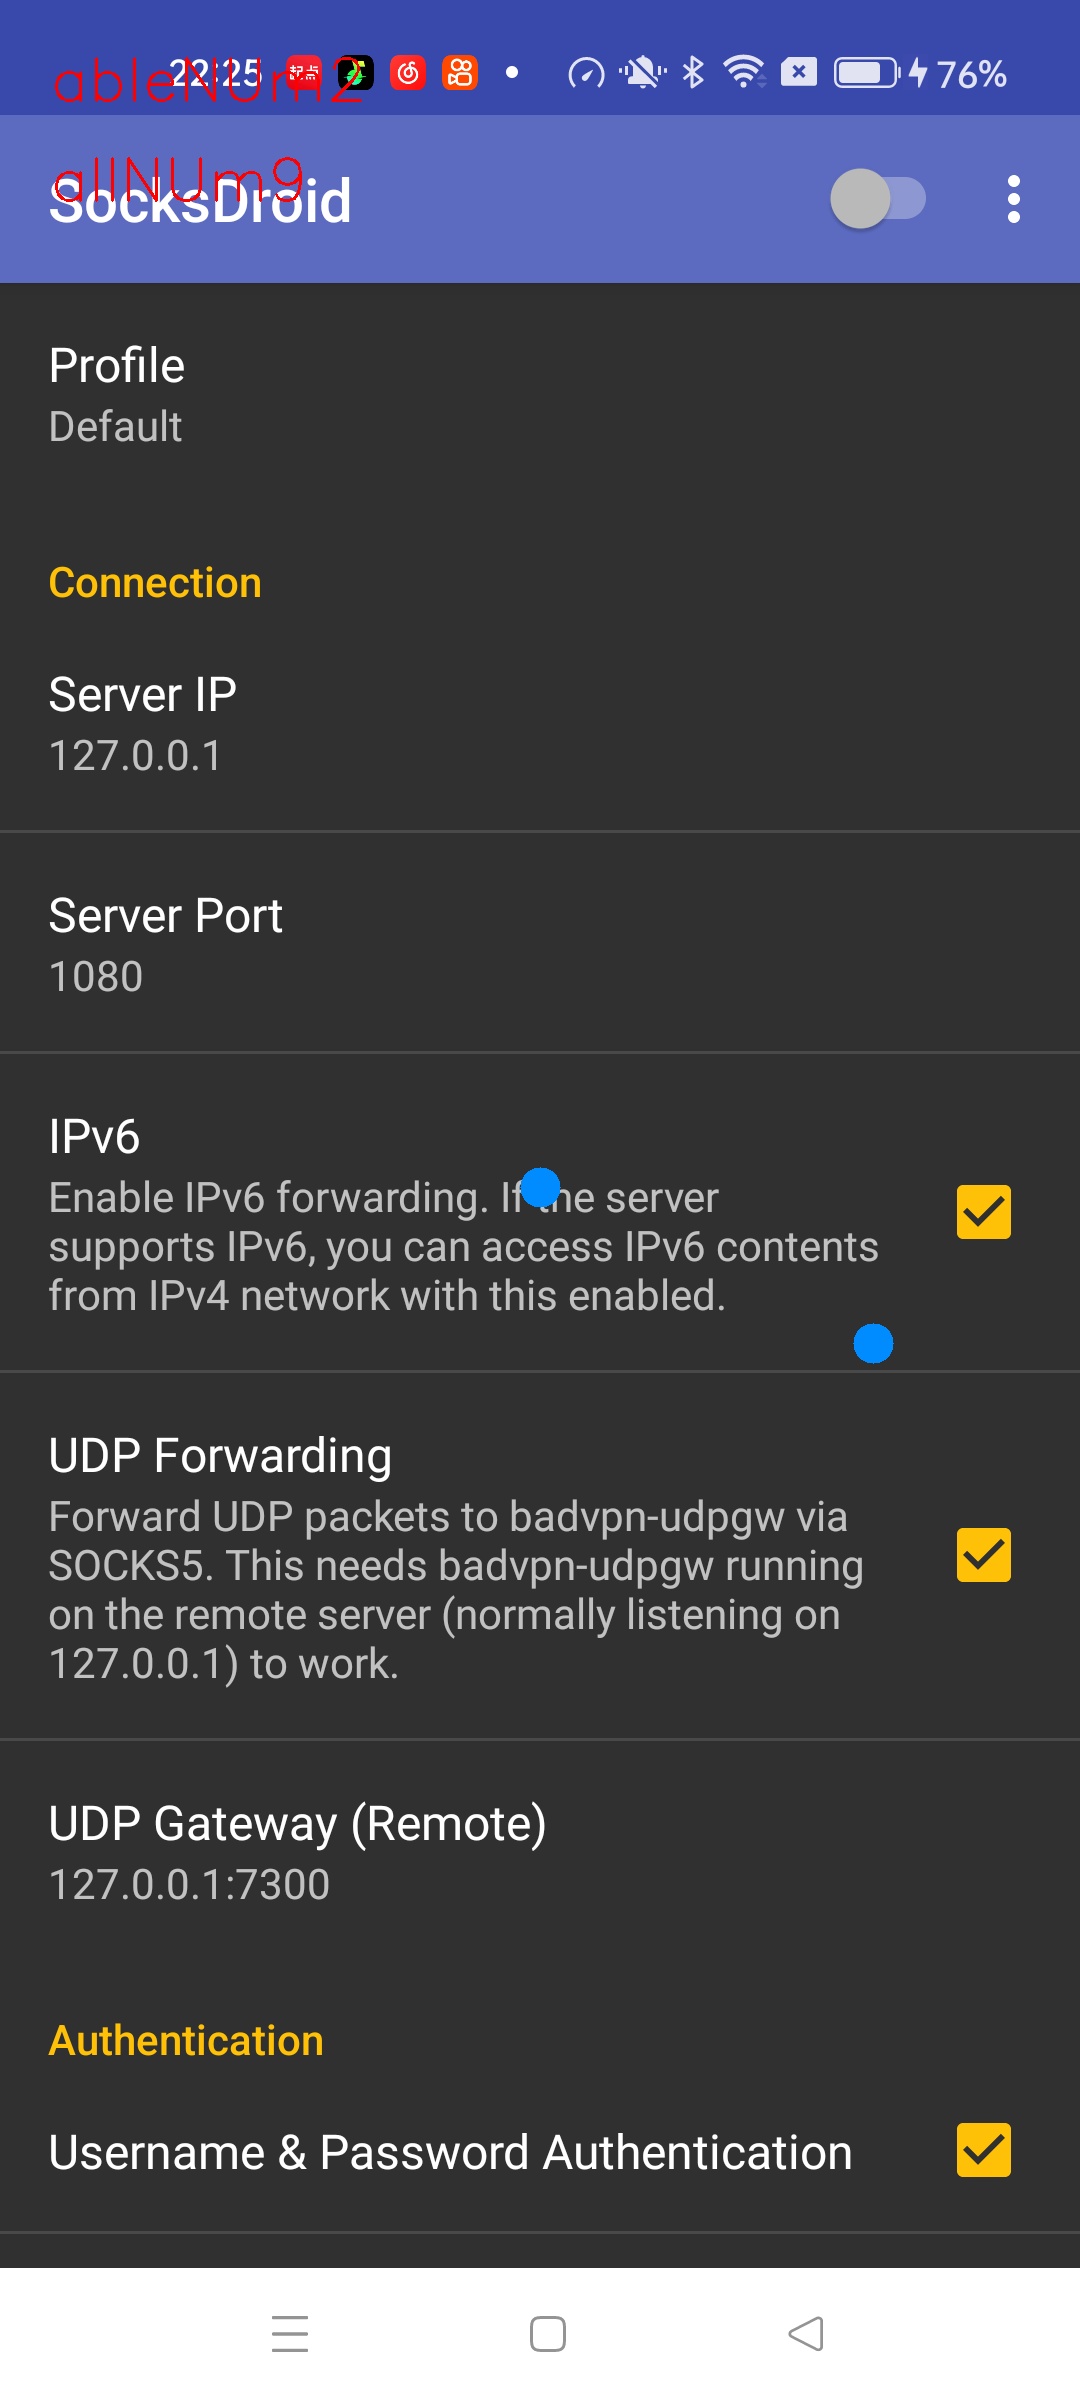 ableNUm2
22:25
起点
76%
allNUm9
SocksDroid
Profile
Default
Connection
Server IP
127.0.0.1
Server Port
1080
IPv6
Enable IPv6 forwarding. If the server
supports IPv6, you can access IPv6 contents
from IPv4 network with this enabled.
UDP Forwarding
Forward UDP packets to badvpn-udpgw via
SOCKS5. This needs badvpn-udpgw running
on the remote server (normally listening on
127.0.0.1) to work.
UDP Gateway (Remote)
127.0.0.1:7300
Authentication
Username & Password Authentication